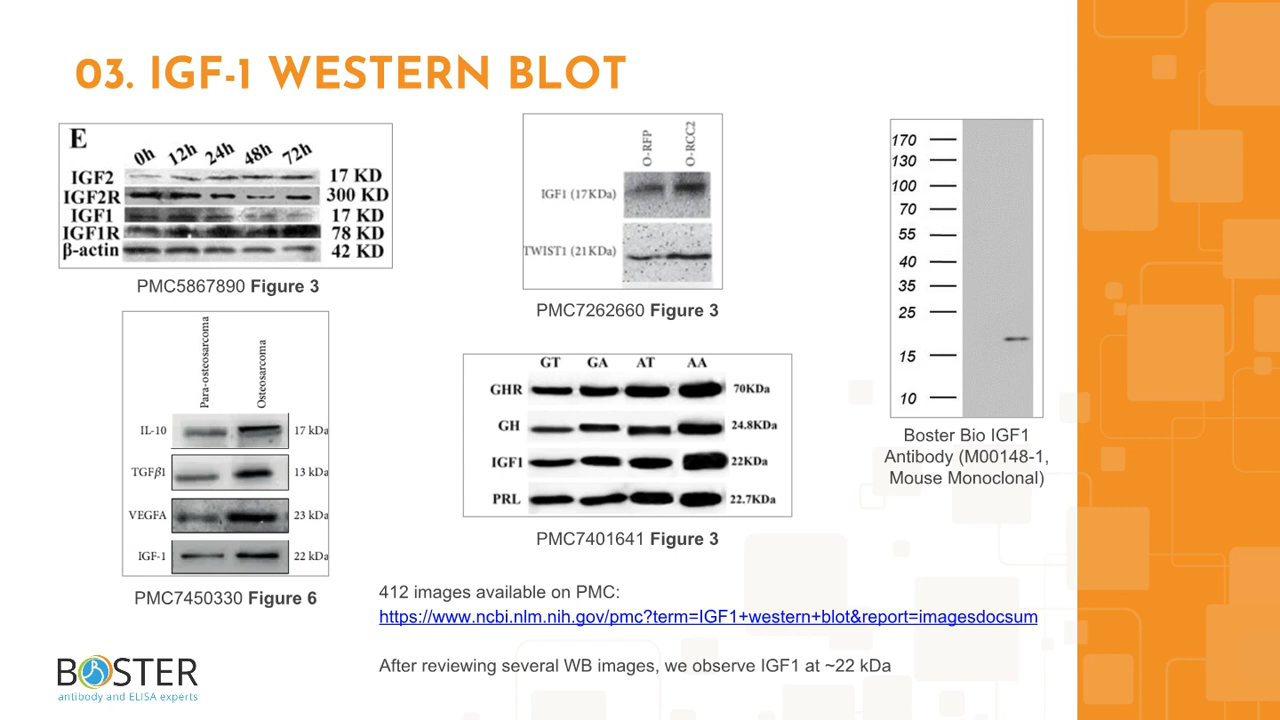 03. IGF-1 WESTERN BLOT
E
0h 12h 24h 48h 72h
IGF2 17 KD
IGF2R 300 KD
IGF1 17 KD
IGF1R 78 KD
β-actin 42 KD
PMC5867890 Figure 3
O-RFP O-RCC2
IGF1 (17KDa)
TWIST1 (21KDa)
PMC7262660 Figure 3
170
130
100
70
55
40
35
25
15
10
Boster Bio IGF1
Antibody (M00148-1,
Mouse Monoclonal)
Para-osteosarcoma Osteosarcoma
IL-10 17 kDa
TGFβ1 13 kDa
VEGFA 23 kDa
IGF-1 22 kDa
PMC7450330 Figure 6
GT GA AT AA
GHR 70KDa
GH 24.8KDa
IGF1 22KDa
PRL 22.7KDa
PMC7401641 Figure 3
412 images available on PMC:
https://www.ncbi.nlm.nih.gov/pmc?term=IGF1+western+blot&report=imagesdocsum
After reviewing several WB images, we observe IGF1 at ~22 kDa
BOSTER
antibody and ELISA experts